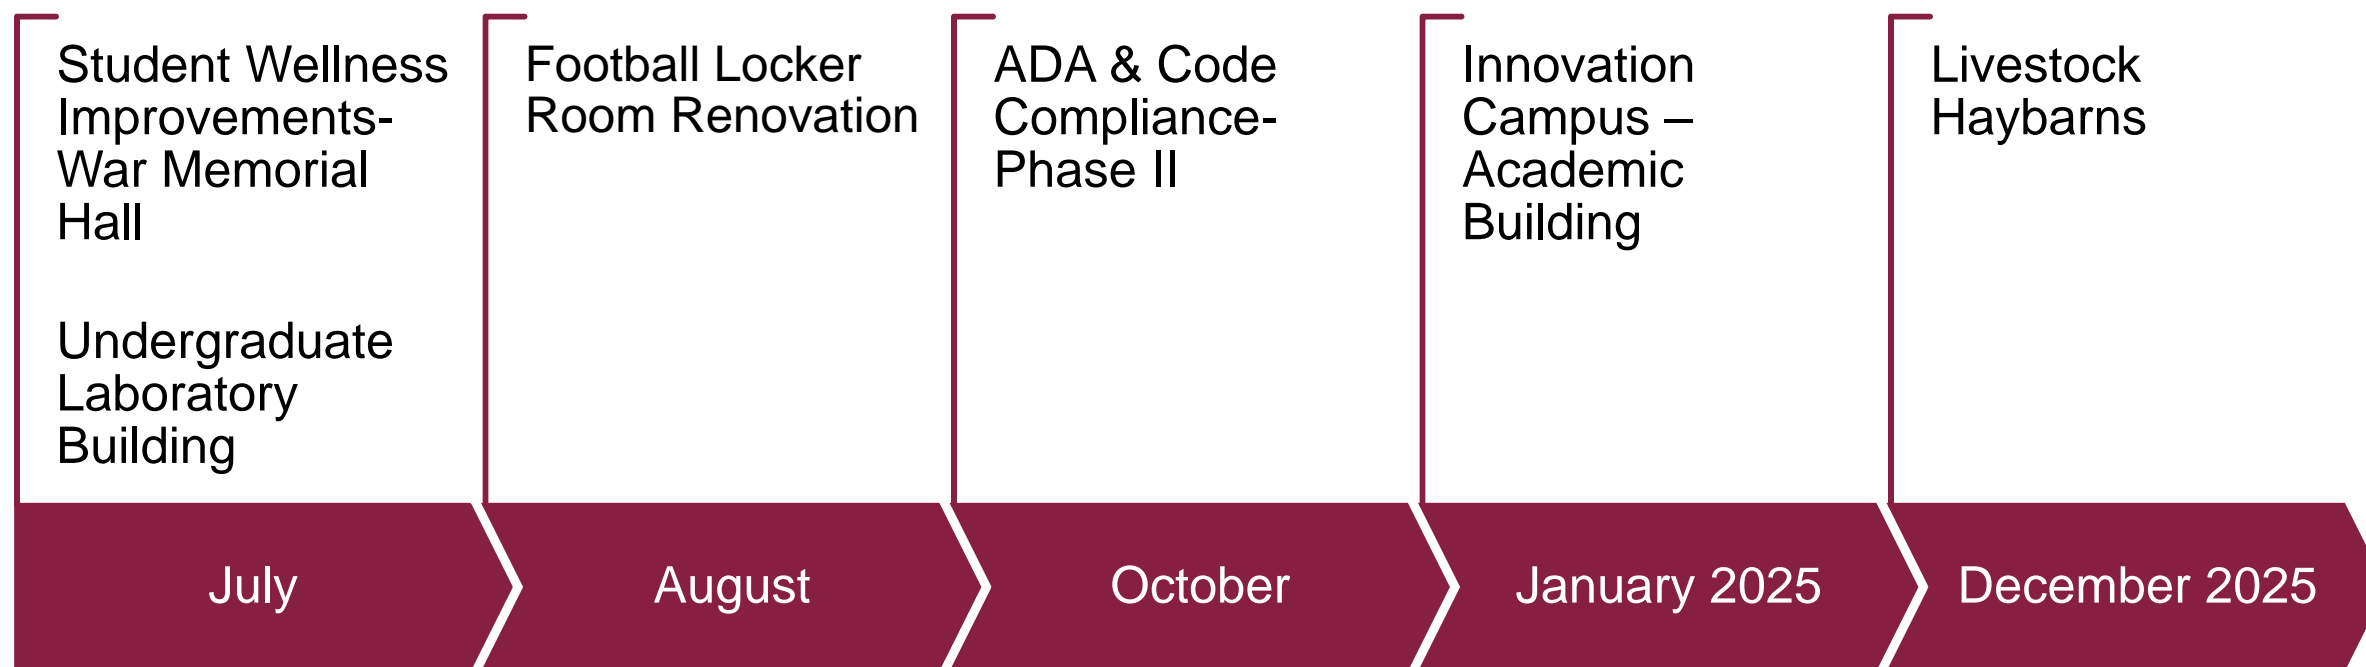 Student Wellness
Improvements-
War Memorial
Hall
Undergraduate
Laboratory
Building
Football Locker
Room Renovation
ADA & Code
Compliance-
Phase II
Innovation
Campus –
Academic
Building
Livestock
Haybarns
July
August
October
January 2025
December 2025